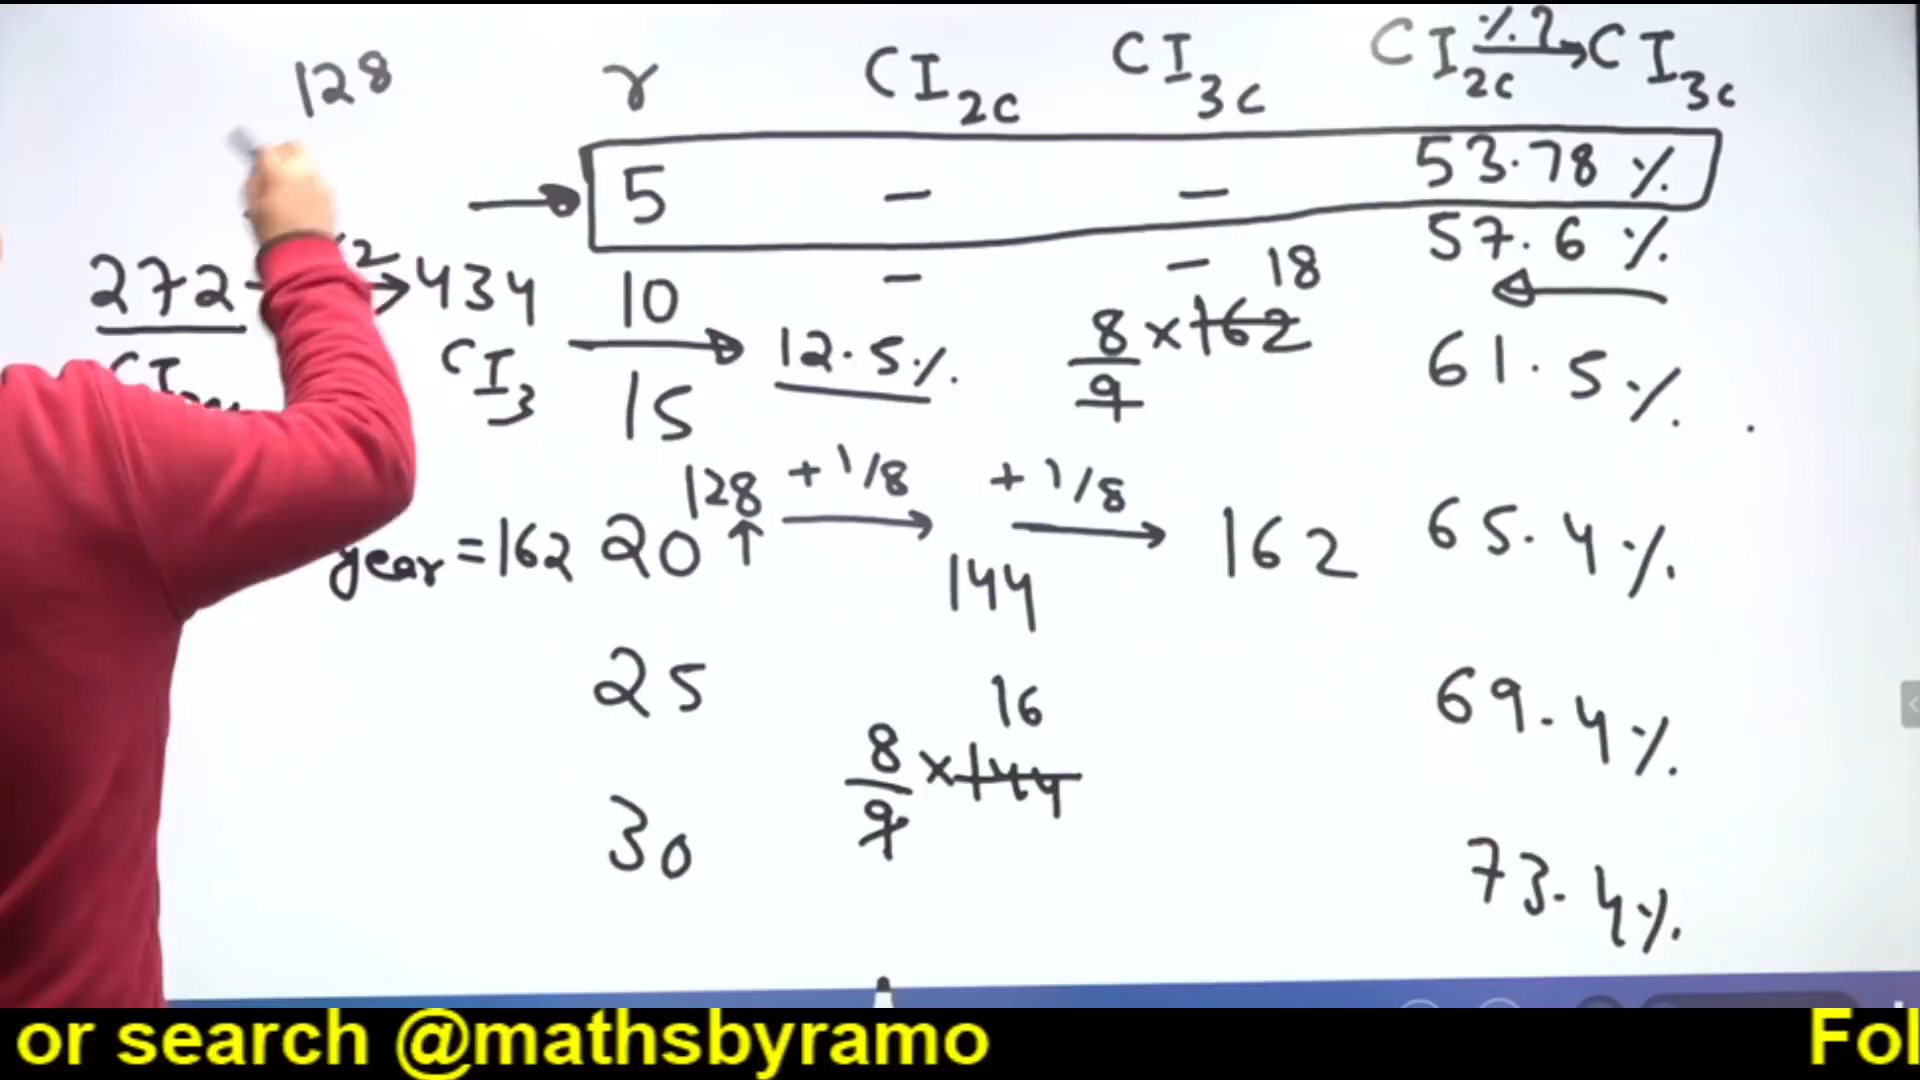 128 r CI2c CI3c CI2c %? → CI3c
→ 5 – – 53.78 %
272 → 434 10 – – 57.6 %
CI3
15 → 12.5% 8/9 × 162 18 61.5 %
year = 162
20 65.4 %
128 ↑ + 1/8 → 144 + 1/8 → 162
25 69.4 %
8/9 × 144 16
30 73.4 %
or search @mathsbyramo
Fol